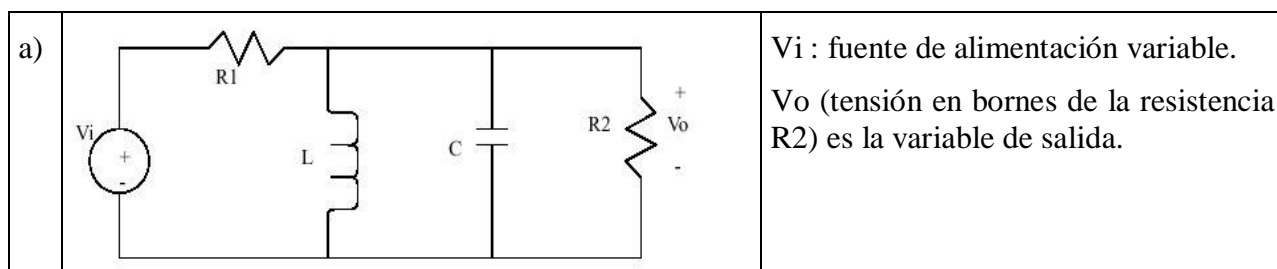 a)
R1
Vi
+
-
L
C
R2
+
Vo
-
Vi : fuente de alimentación variable.
Vo (tensión en bornes de la resistencia
R2) es la variable de salida.